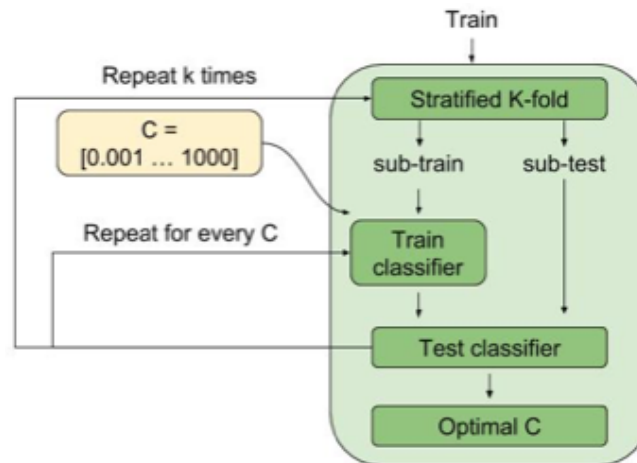 Train
Repeat k times
Stratified K-fold
C =
[0.001 ... 1000]
sub-train
sub-test
Repeat for every C
Train
classifier
Test classifier
Optimal C